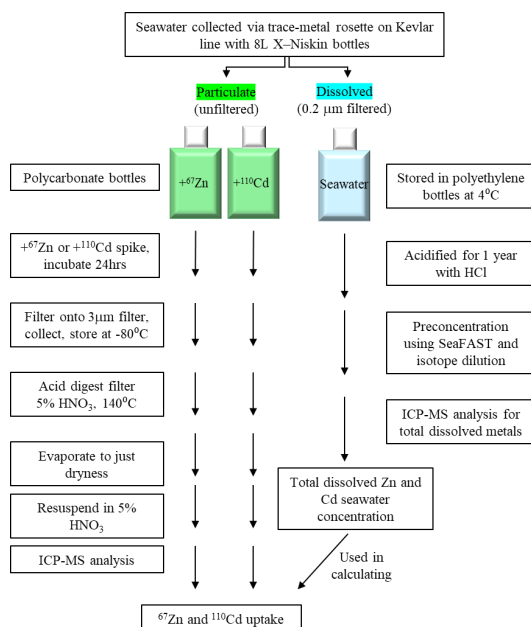 Seawater collected via trace-metal rosette on Kevlar
line with 8L X–Niskin bottles
Particulate
(unfiltered)
Dissolved
(0.2 μm filtered)
Polycarbonate bottles
+⁶⁷Zn
+¹¹⁰Cd
Seawater
Stored in polyethylene
bottles at 4⁰C
+⁶⁷Zn or +¹¹⁰Cd spike,
incubate 24hrs
Acidified for 1 year
with HCl
Filter onto 3μm filter,
collect, store at -80⁰C
Preconcentration
using SeaFAST and
isotope dilution
Acid digest filter
5% HNO₃, 140⁰C
ICP-MS analysis for
total dissolved metals
Evaporate to just
dryness
Total dissolved Zn and
Cd seawater
concentration
Resuspend in 5%
HNO₃
ICP-MS analysis
Used in
calculating
⁶⁷Zn and ¹¹⁰Cd uptake